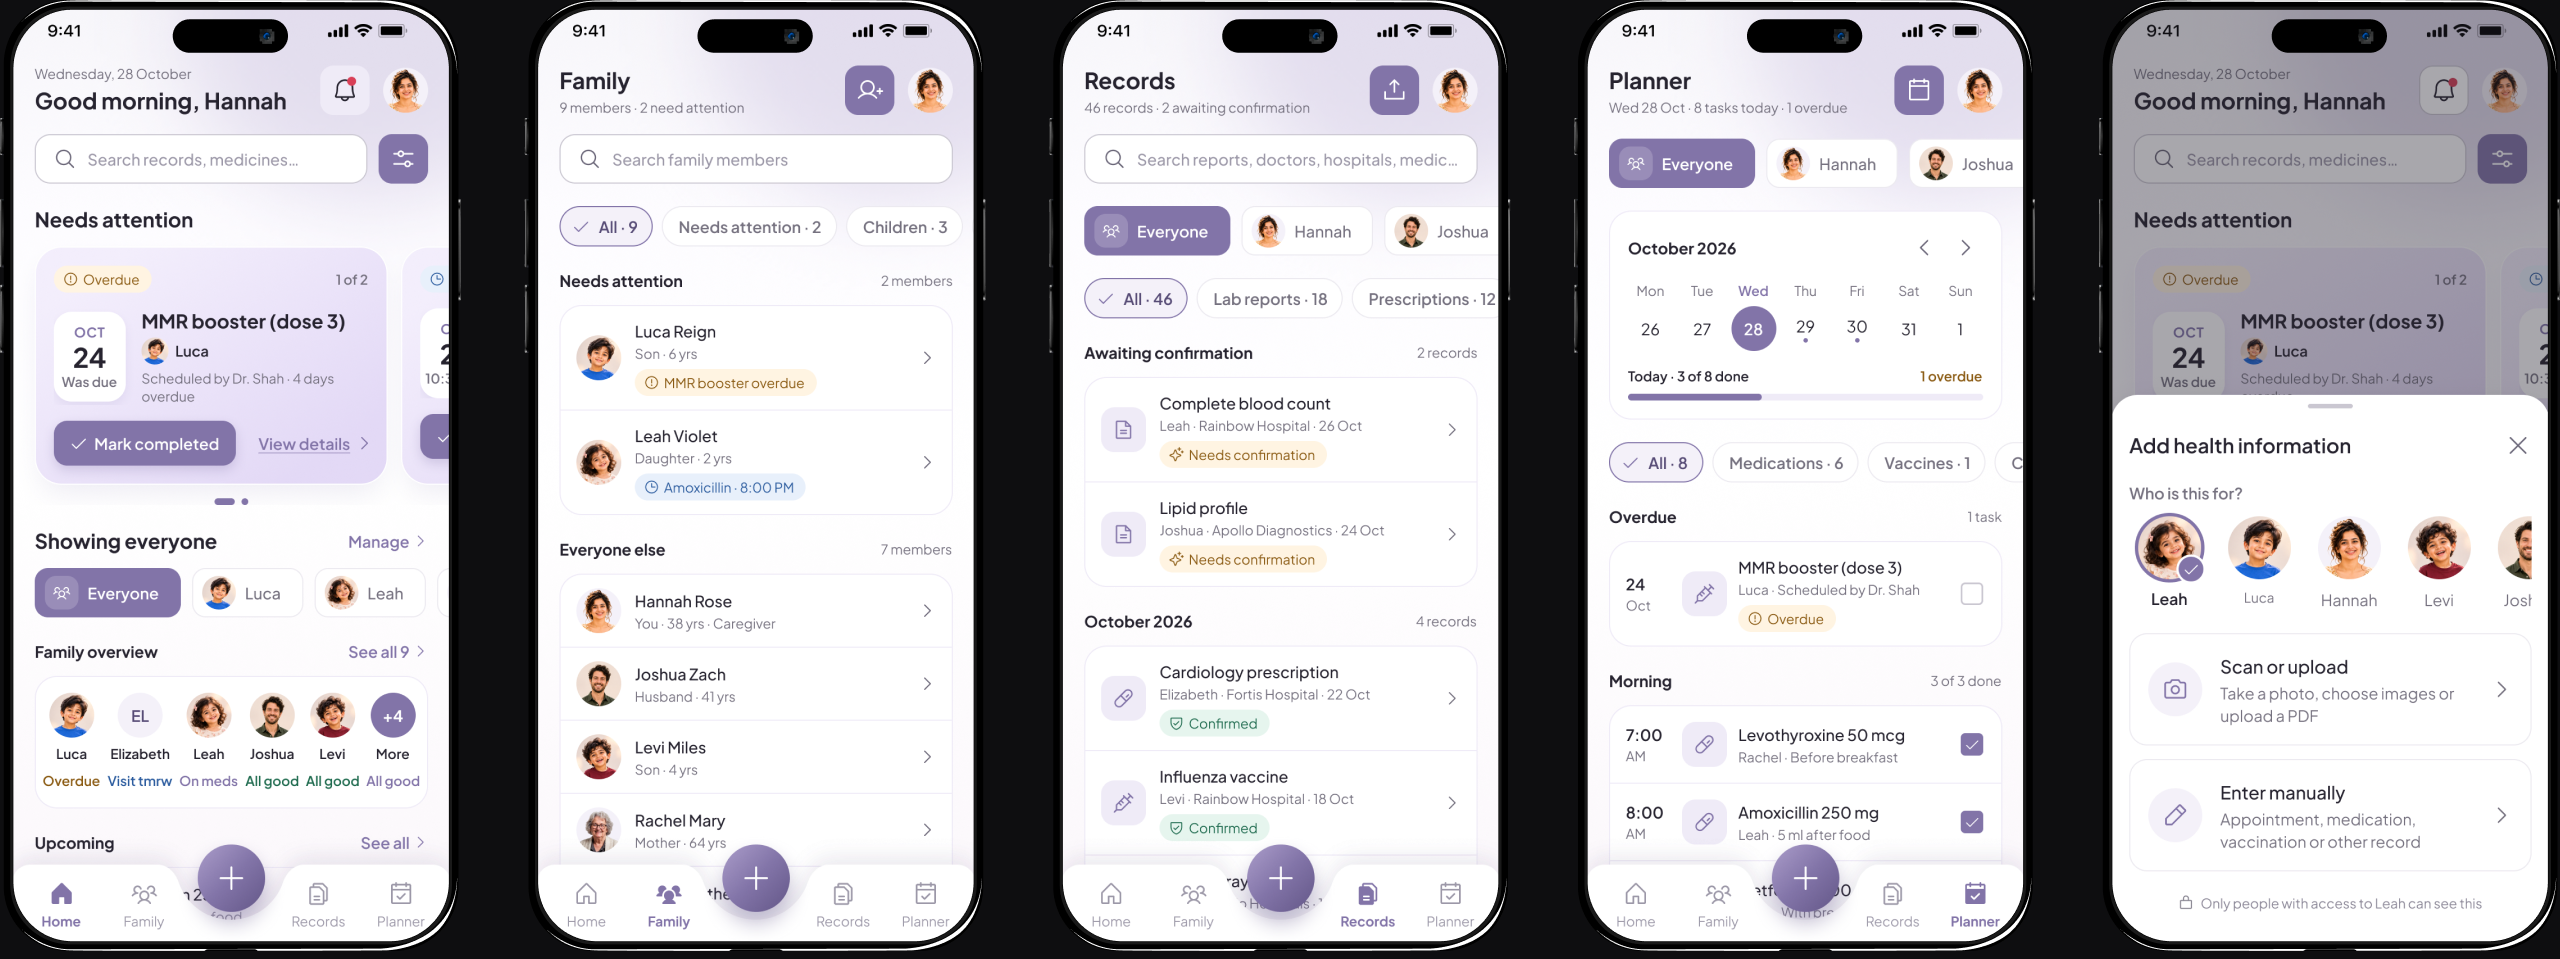 9:41
Wednesday, 28 October
Good morning, Hannah
Search records, medicines...
Needs attention
Overdue
1 of 2
OCT
24
Was due
MMR booster (dose 3)
Luca
Scheduled by Dr. Shah · 4 days
overdue
Mark completed
View details
10:3
Showing everyone
Manage
Everyone
Luca
Leah
Family overview
See all 9
EL
+4
Luca
Elizabeth
Leah
Joshua
Levi
More
Overdue
Visit tmrw
On meds
All good
All good
All good
Upcoming
See all
food
Home
Family
Records
Planner
9:41
Family
9 members · 2 need attention
Search family members
All · 9
Needs attention · 2
Children · 3
Needs attention
2 members
Luca Reign
Son · 6 yrs
MMR booster overdue
Leah Violet
Daughter · 2 yrs
Amoxicillin · 8:00 PM
Everyone else
7 members
Hannah Rose
You · 38 yrs · Caregiver
Joshua Zach
Husband · 41 yrs
Levi Miles
Son · 4 yrs
Rachel Mary
Mother · 64 yrs
Home
Family
Records
Planner
9:41
Records
46 records · 2 awaiting confirmation
Search reports, doctors, hospitals, medic...
Everyone
Hannah
Joshua
All · 46
Lab reports · 18
Prescriptions · 12
Awaiting confirmation
2 records
Complete blood count
Leah · Rainbow Hospital · 26 Oct
Needs confirmation
Lipid profile
Joshua · Apollo Diagnostics · 24 Oct
Needs confirmation
October 2026
4 records
Cardiology prescription
Elizabeth · Fortis Hospital · 22 Oct
Confirmed
Influenza vaccine
Levi · Rainbow Hospital · 18 Oct
Confirmed
Home
Family
Records
Planner
9:41
Planner
Wed 28 Oct · 8 tasks today · 1 overdue
Everyone
Hannah
Joshua
October 2026
Mon Tue Wed Thu Fri Sat Sun
26 27 28 29 30 31 1
Today · 3 of 8 done
1 overdue
All · 8
Medications · 6
Vaccines · 1
C
Overdue
1 task
24
Oct
MMR booster (dose 3)
Luca · Scheduled by Dr. Shah
Overdue
Morning
3 of 3 done
7:00
AM
Levothyroxine 50 mcg
Rachel · Before breakfast
8:00
AM
Amoxicillin 250 mg
Leah · 5 ml after food
Home
Family
Records
Planner
9:41
Wednesday, 28 October
Good morning, Hannah
Search records, medicines...
Needs attention
Overdue
1 of 2
OCT
24
Was due
MMR booster (dose 3)
Luca
Scheduled by Dr. Shah · 4 days
10:3
Add health information
Who is this for?
Leah
Luca
Hannah
Levi
Josh
Scan or upload
Take a photo, choose images or
upload a PDF
Enter manually
Appointment, medication,
vaccination or other record
Only people with access to Leah can see this